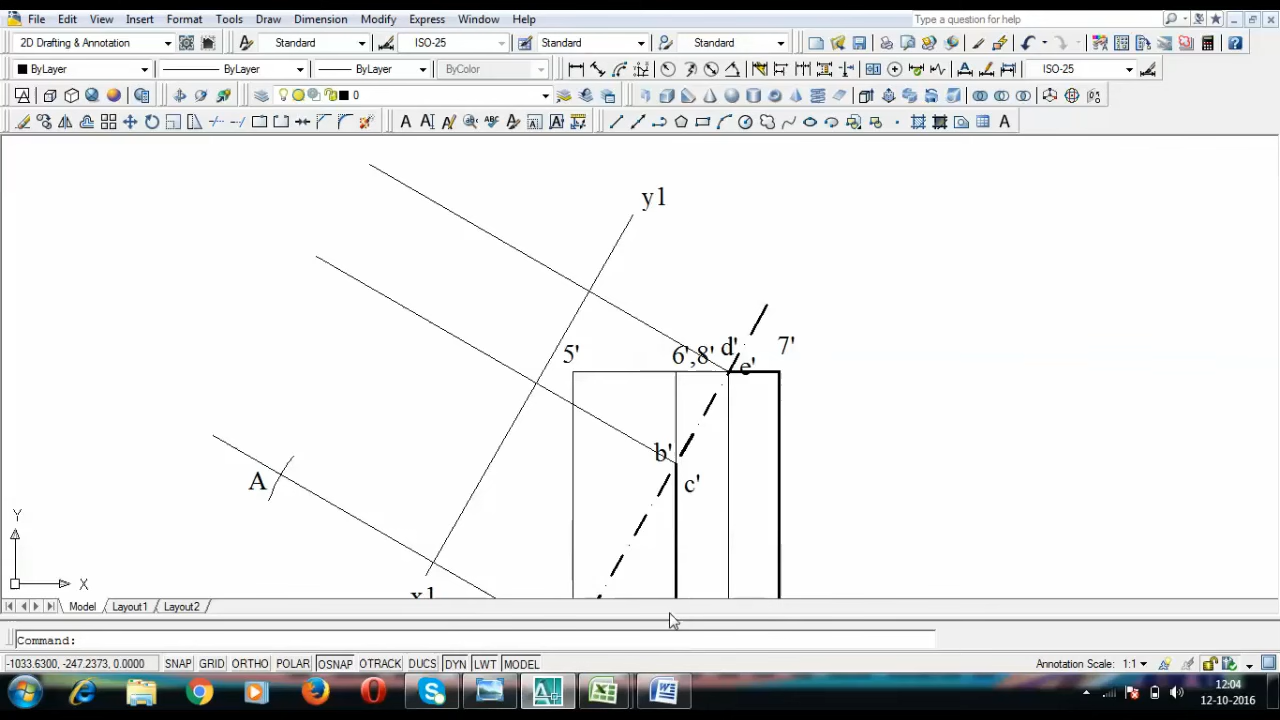 File Edit View Insert Format Tools Draw Dimension Modify Express Window Help Type a question for help
2D Drafting & Annotation Standard ISO-25 Standard Standard
ByLayer ByLayer ByLayer ByColor ISO-25
0
y1
5' 6',8' d' e' 7'
b'
c'
A
x1
Y
X
Model Layout1 Layout2
Command:
-1033.6300, -247.2373, 0.0000 SNAP GRID ORTHO POLAR OSNAP OTRACK DUCS DYN LWT MODEL Annotation Scale: 1:1
12:04
12-10-2016